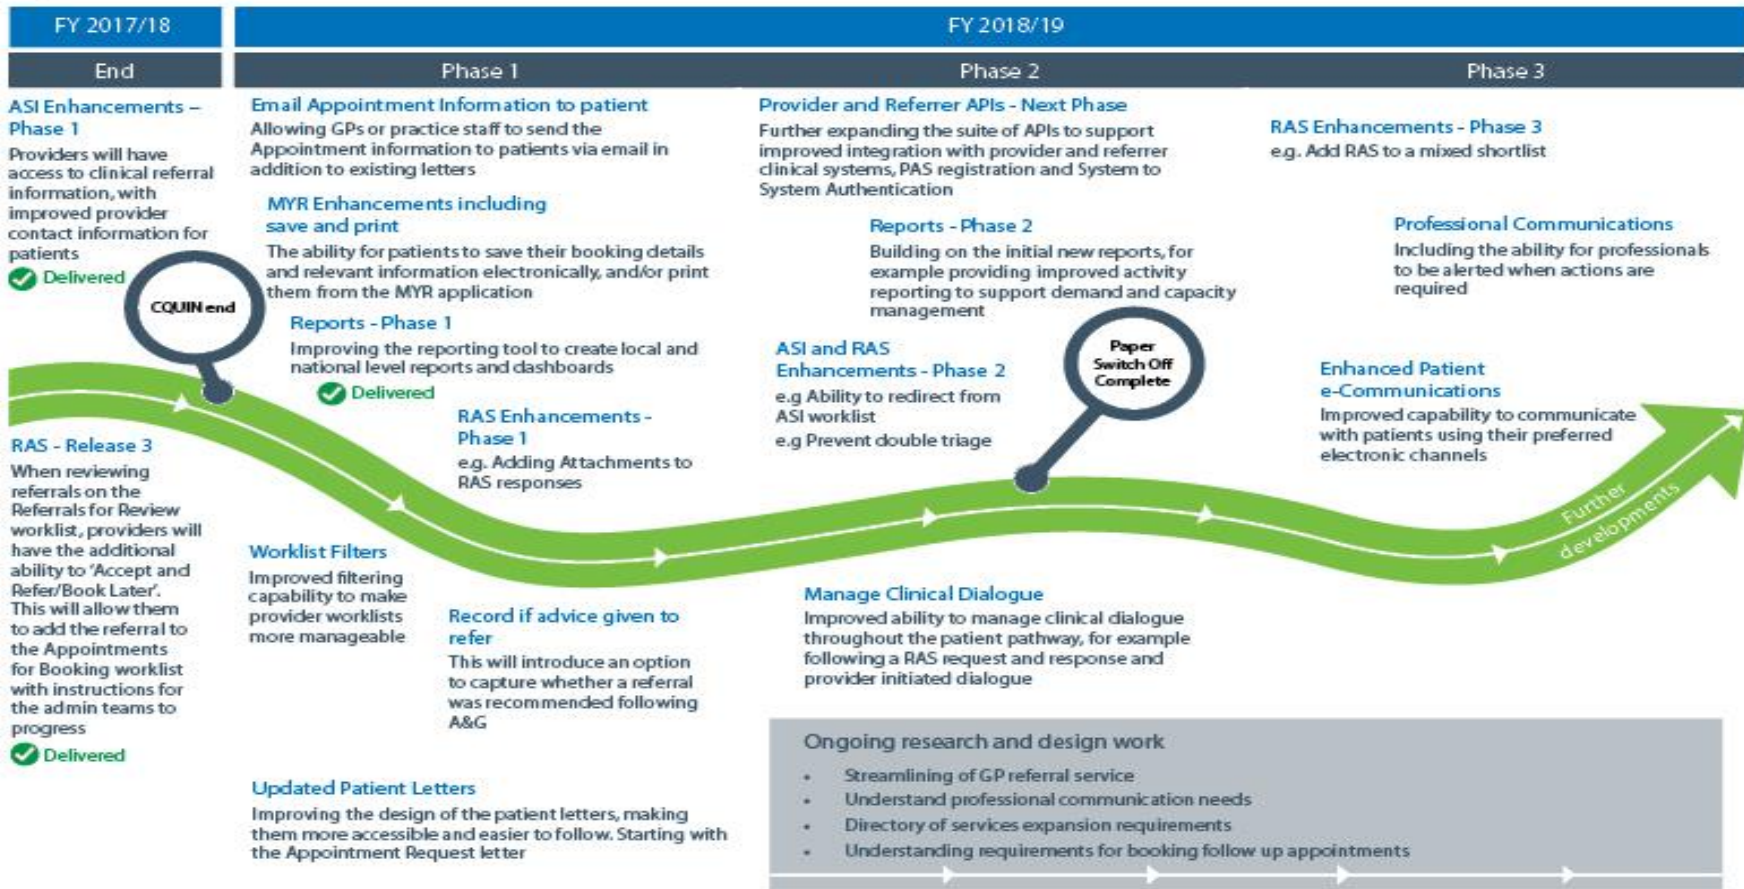 FY 2017/18
FY 2018/19
End
Phase 1
Phase 2
Phase 3
ASI Enhancements –
Phase 1
Providers will have
access to clinical referral
information, with
improved provider
contact information for
patients
Delivered
CQUIN end
RAS - Release 3
When reviewing
referrals on the
Referrals for Review
worklist, providers will
have the additional
ability to ‘Accept and
Refer/Book Later’.
This will allow them
to add the referral to
the Appointments
for Booking worklist
with instructions for
the admin teams to
progress
Delivered
Email Appointment Information to patient
Allowing GPs or practice staff to send the
Appointment information to patients via email in
addition to existing letters
MYR Enhancements including
save and print
The ability for patients to save their booking details
and relevant information electronically, and/or print
them from the MYR application
Reports - Phase 1
Improving the reporting tool to create local and
national level reports and dashboards
Delivered
RAS Enhancements -
Phase 1
e.g. Adding Attachments to
RAS responses
Worklist Filters
Improved filtering
capability to make
provider worklists
more manageable
Record if advice given to
refer
This will introduce an option
to capture whether a referral
was recommended following
A&G
Updated Patient Letters
Improving the design of the patient letters, making
them more accessible and easier to follow. Starting with
the Appointment Request letter
Provider and Referrer APIs - Next Phase
Further expanding the suite of APIs to support
improved integration with provider and referrer
clinical systems, PAS registration and System to
System Authentication
Reports - Phase 2
Building on the initial new reports, for
example providing improved activity
reporting to support demand and capacity
management
ASI and RAS
Enhancements - Phase 2
e.g Ability to redirect from
ASI worklist
e.g Prevent double triage
Paper
Switch Off
Complete
Manage Clinical Dialogue
Improved ability to manage clinical dialogue
throughout the patient pathway, for example
following a RAS request and response and
provider initiated dialogue
RAS Enhancements - Phase 3
e.g. Add RAS to a mixed shortlist
Professional Communications
Including the ability for professionals
to be alerted when actions are
required
Enhanced Patient
e-Communications
Improved capability to communicate
with patients using their preferred
electronic channels
Further
developments
Ongoing research and design work
• Streamlining of GP referral service
• Understand professional communication needs
• Directory of services expansion requirements
• Understanding requirements for booking follow up appointments